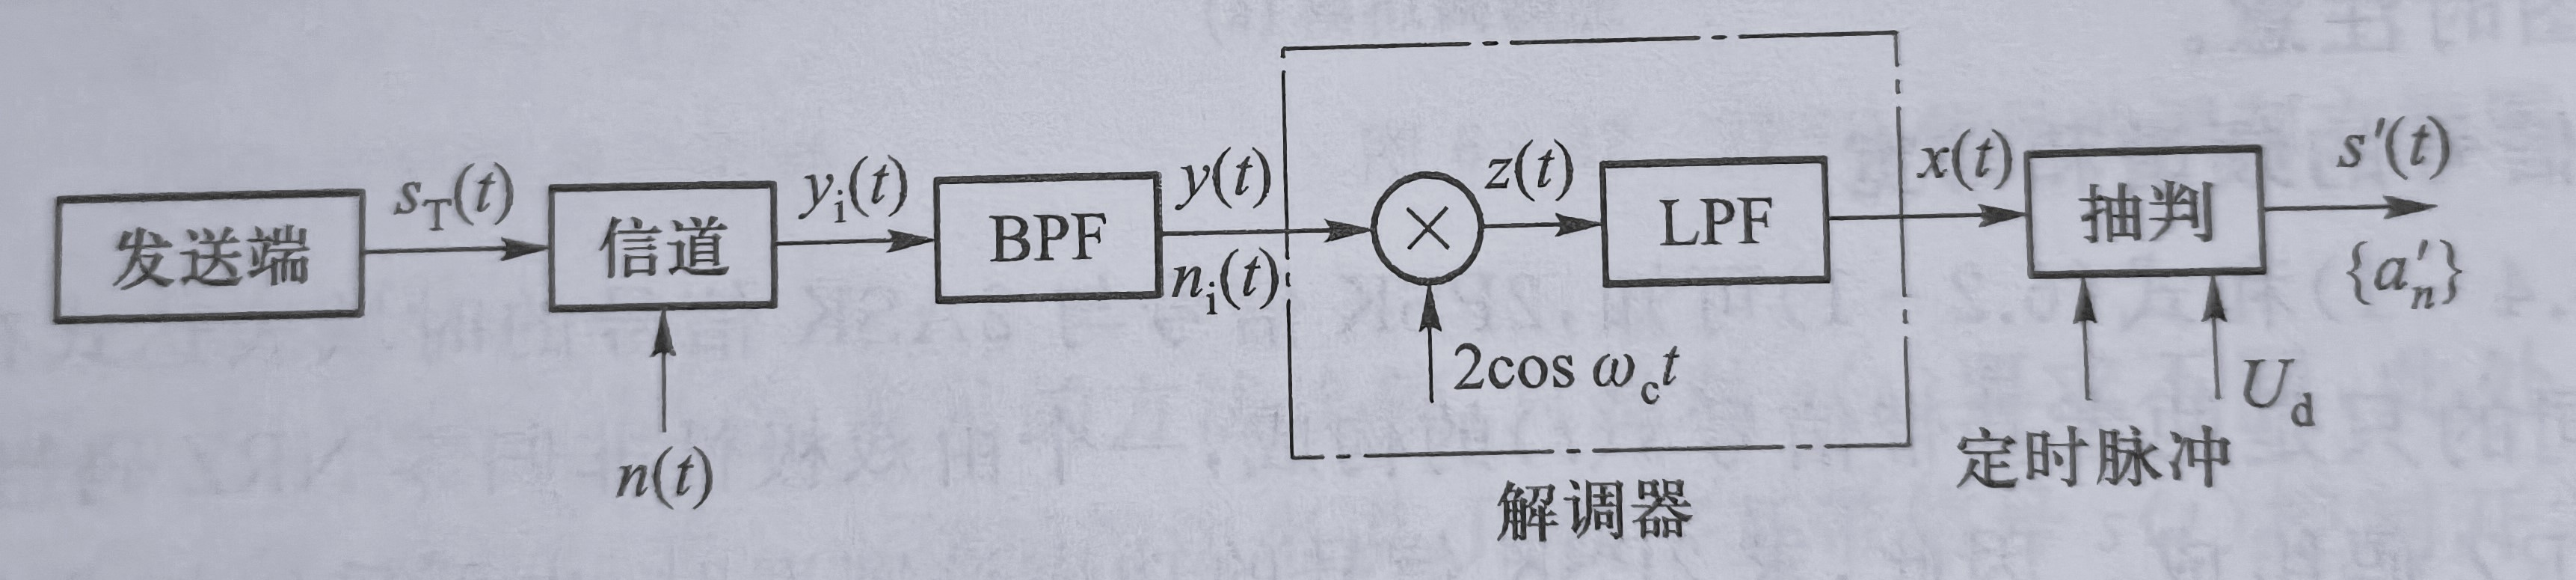 发送端
s_T(t)
信道
n(t)
y_i(t)
BPF
y(t)
n_i(t)
z(t)
2cos ω_c t
LPF
解调器
x(t)
抽判
定时脉冲
U_d
s'(t)
{a'_n}